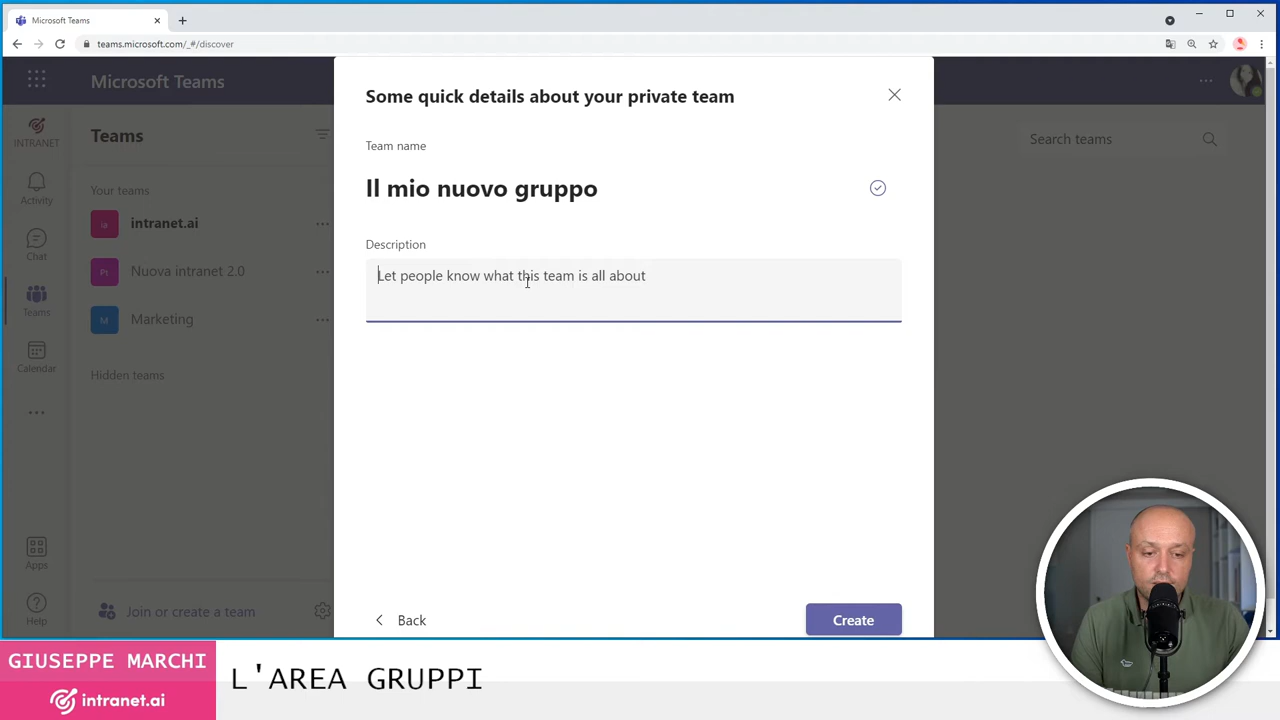 Microsoft Teams
teams.microsoft.com/_#/discover
Microsoft Teams
INTRANET
Activity
Chat
Teams
Calendar
Apps
Help
Teams
Your teams
Ia
intranet.ai
Pt
Nuova intranet 2.0
M
Marketing
Hidden teams
Join or create a team
Some quick details about your private team
Team name
Il mio nuovo gruppo
Description
Let people know what this team is all about
Back
Create
Search teams
GIUSEPPE MARCHI
intranet.ai
L'AREA GRUPPI